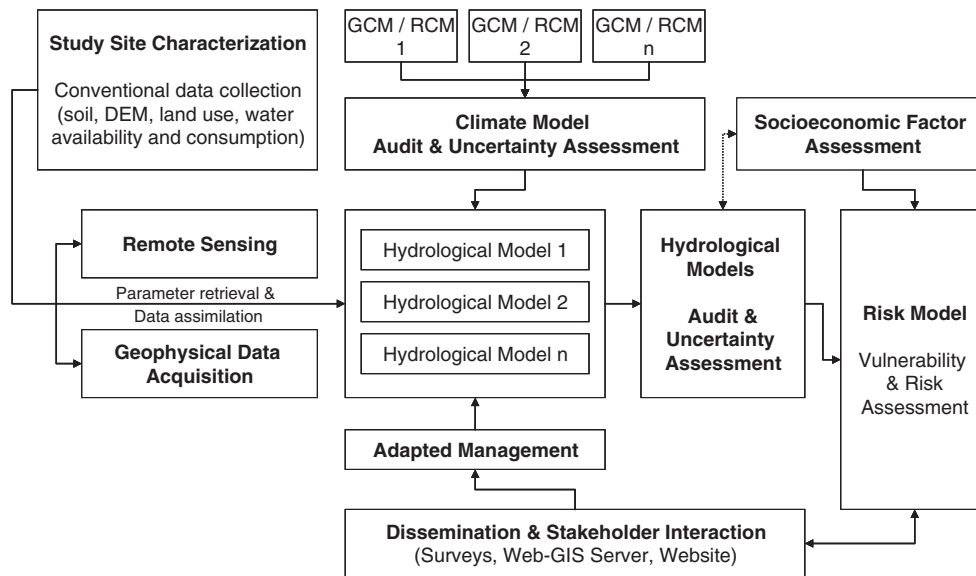 Study Site Characterization
Conventional data collection
(soil, DEM, land use, water
availability and consumption)
GCM / RCM
1
GCM / RCM
2
GCM / RCM
n
Climate Model
Audit & Uncertainty Assessment
Socioeconomic Factor
Assessment
Remote Sensing
Parameter retrieval &
Data assimilation
Geophysical Data
Acquisition
Hydrological Model 1
Hydrological Model 2
Hydrological Model n
Hydrological
Models
Audit &
Uncertainty
Assessment
Risk Model
Vulnerability
& Risk
Assessment
Adapted Management
Dissemination & Stakeholder Interaction
(Surveys, Web-GIS Server, Website)